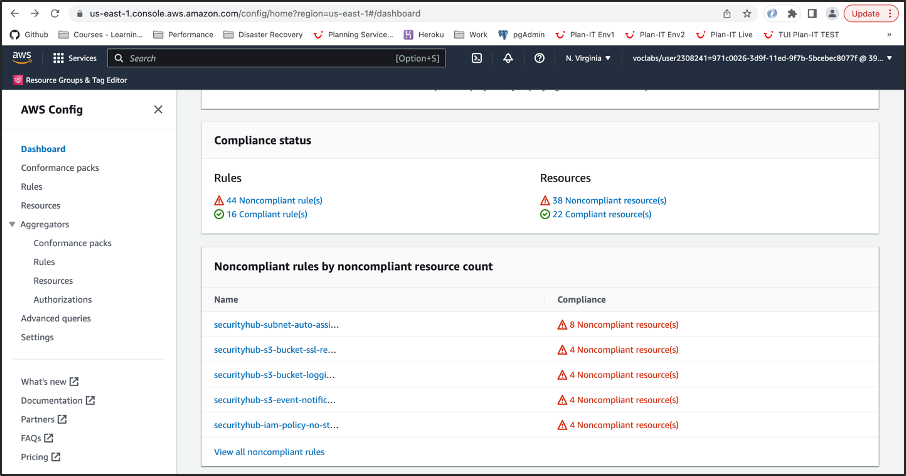 us-east-1.console.aws.amazon.com/config/home?region=us-east-1#/dashboard
Update
Github
Courses - Learnin...
Performance
Disaster Recovery
Planning Service...
Heroku
Work
pgAdmin
Plan-IT Env1
Plan-IT Env2
Plan-IT Live
TUI Plan-IT TEST
»
aws
Services
Search
[Option+S]
N. Virginia
voclabs/user2308241=971c0026-3d9f-11ed-9f7b-5bcebec8077f @ 39...
Resource Groups & Tag Editor
AWS Config
Dashboard
Conformance packs
Rules
Resources
Aggregators
Conformance packs
Rules
Resources
Authorizations
Advanced queries
Settings
What's new
Documentation
Partners
FAQs
Pricing
Compliance status
Rules
44 Noncompliant rule(s)
16 Compliant rule(s)
Resources
38 Noncompliant resource(s)
22 Compliant resource(s)
Noncompliant rules by noncompliant resource count
Name
Compliance
securityhub-subnet-auto-assi...
8 Noncompliant resource(s)
securityhub-s3-bucket-ssl-re...
4 Noncompliant resource(s)
securityhub-s3-bucket-loggi...
4 Noncompliant resource(s)
securityhub-s3-event-notific...
4 Noncompliant resource(s)
securityhub-iam-policy-no-st...
4 Noncompliant resource(s)
View all noncompliant rules